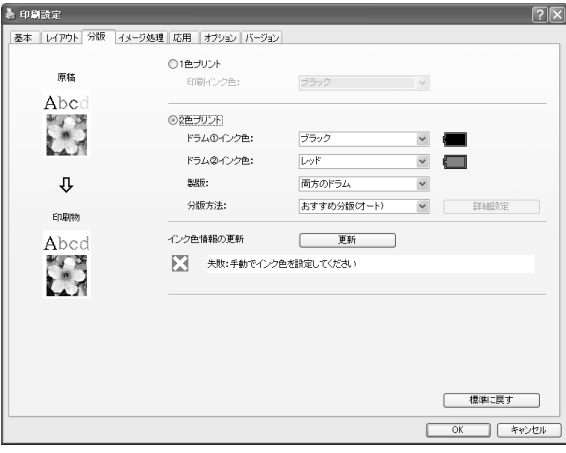 印刷設定
基本 レイアウト 分版 イメージ処理 応用 オプション バージョン
原稿
Abcd
印刷物
Abcd
1色プリント
印刷インク色: ブラック
2色プリント
ドラム①インク色: ブラック
ドラム②インク色: レッド
製版: 両方のドラム
分版方法: おすすめ分版(オート) 詳細設定
インク色情報の更新 更新
失敗:手動でインク色を設定してください
標準に戻す
OK キャンセル